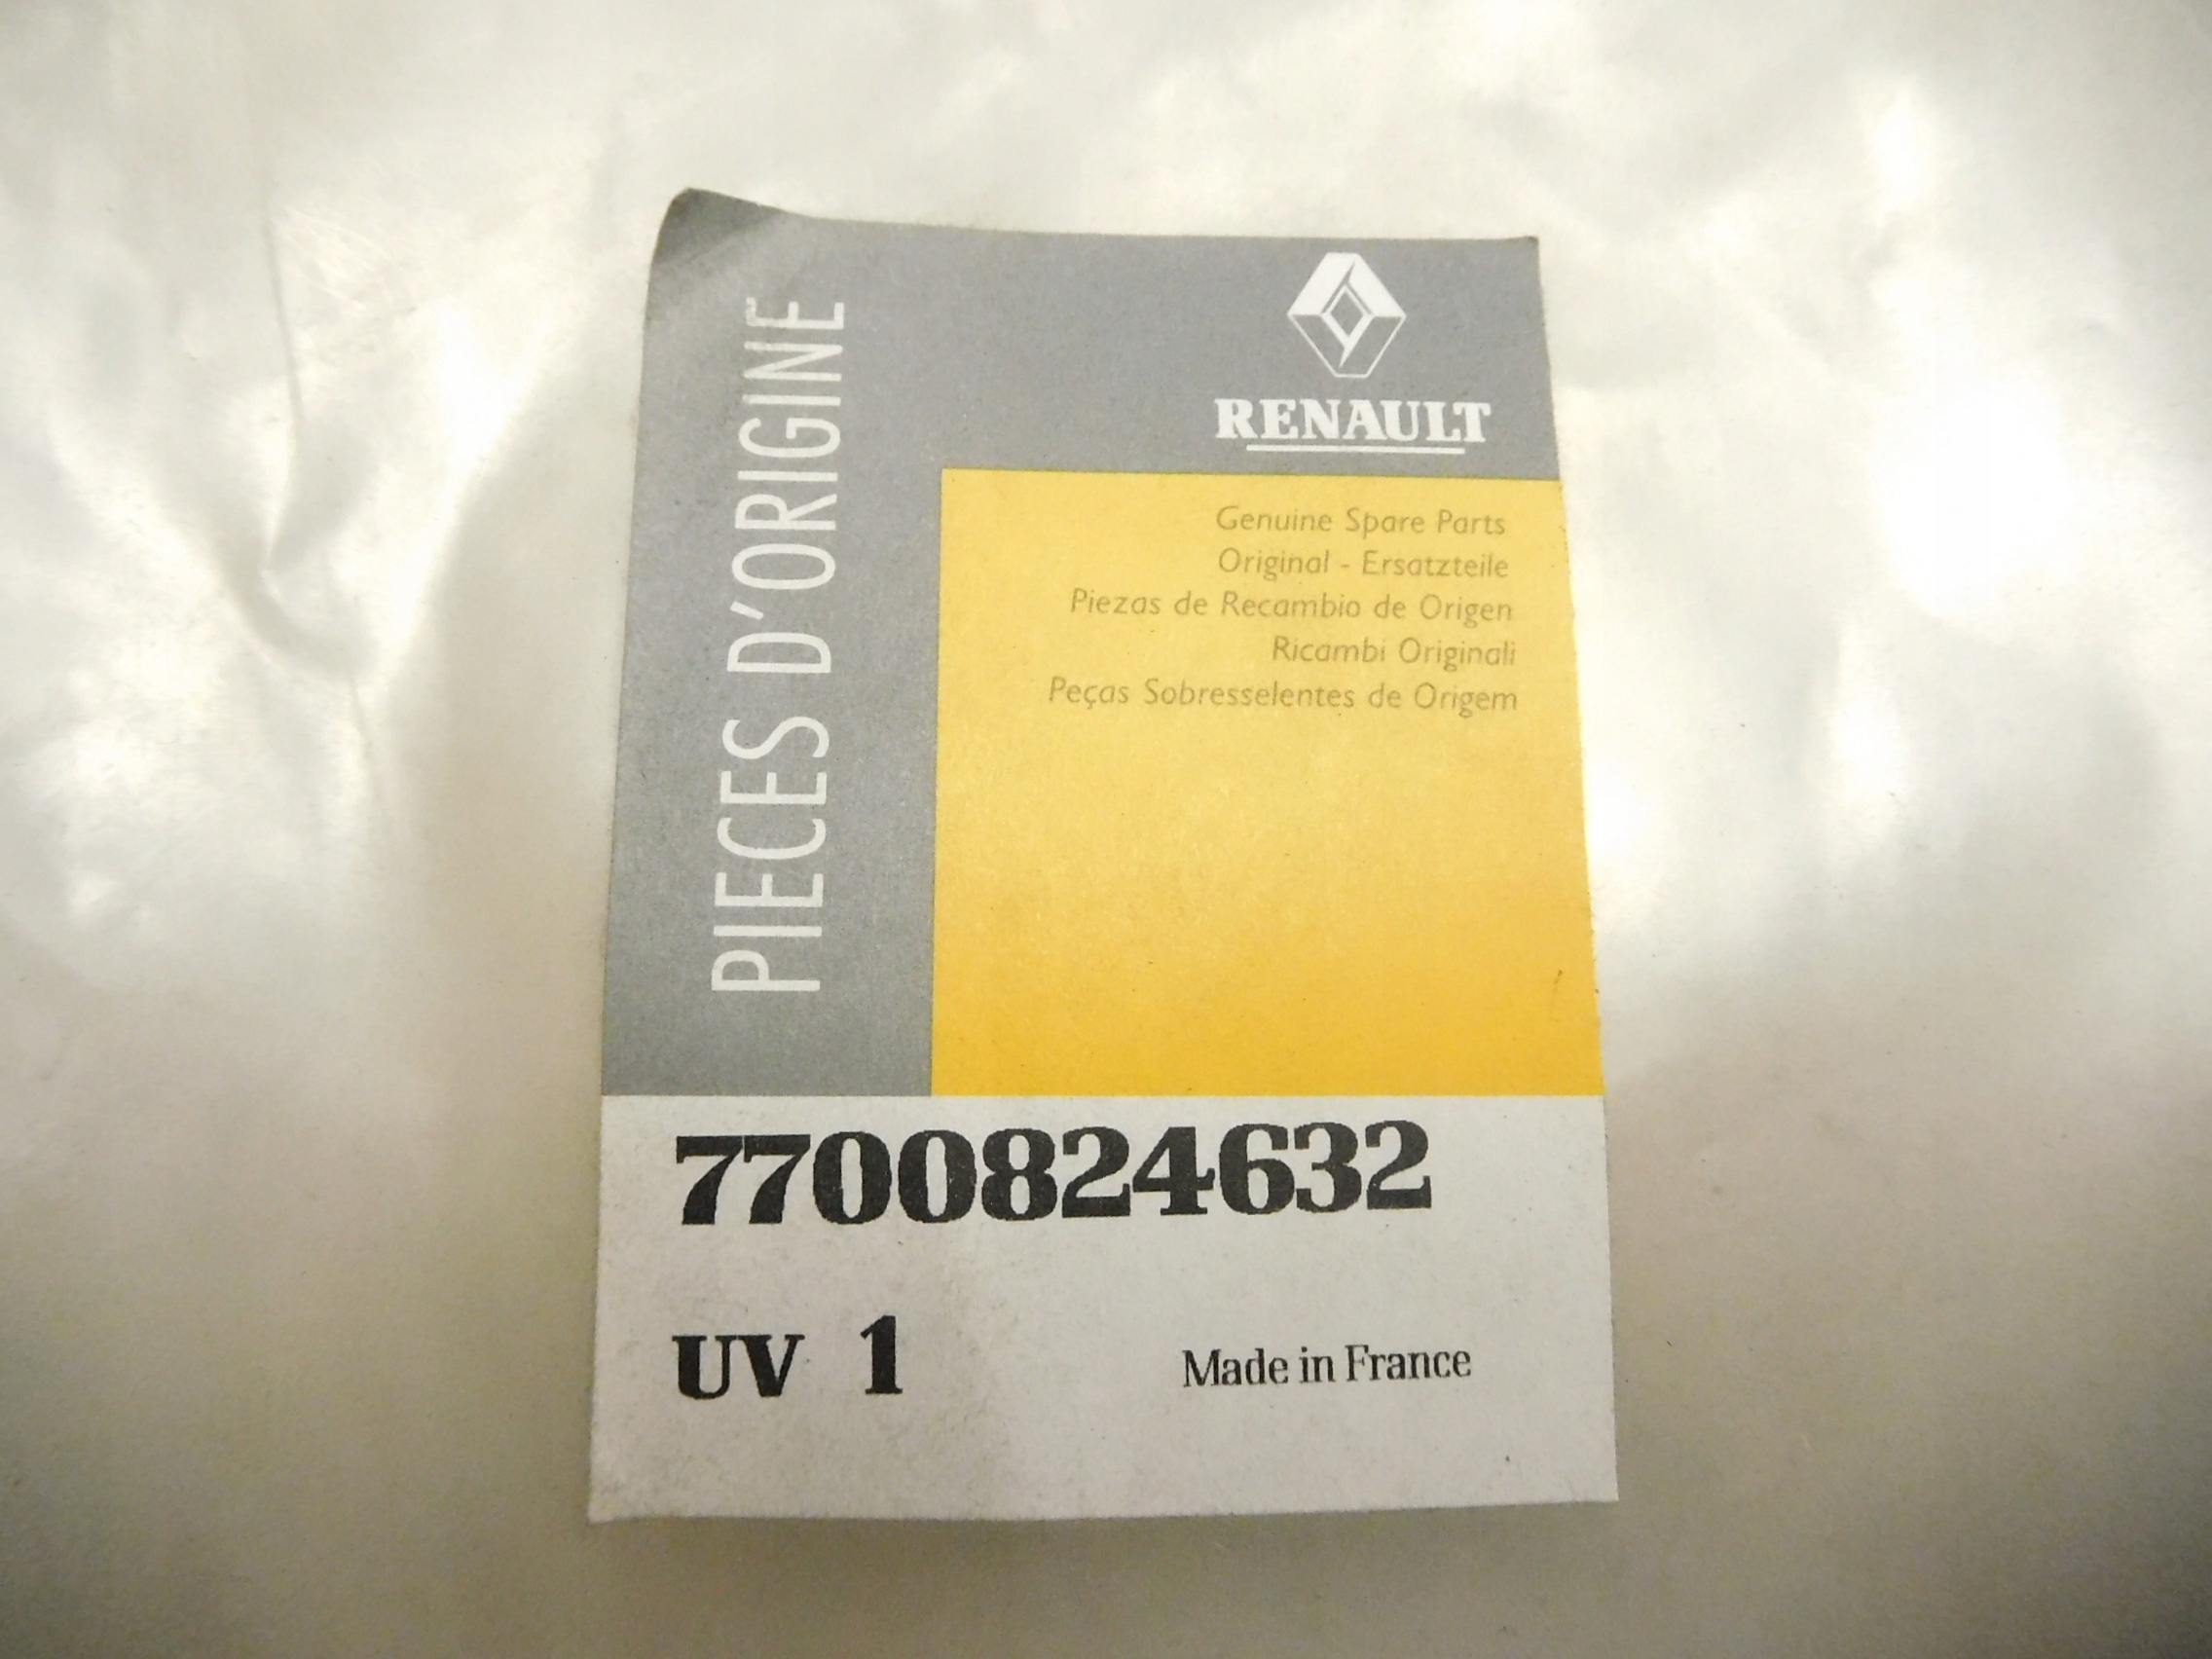 PIECES D'ORIGINE
RENAULT
Genuine Spare Parts
Original - Ersatzteile
Piezas de Recambio de Origen
Ricambi Originali
Peças Sobresselentes de Origem
7700824632
UV 1
Made in France